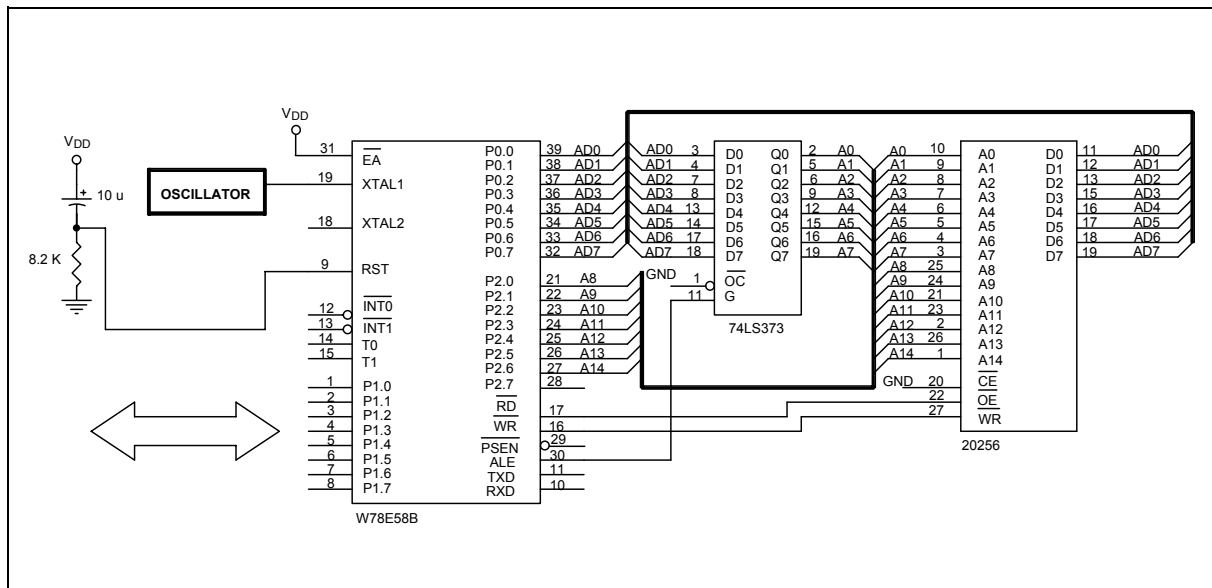 VDD
10 u
8.2 K
OSCILLATOR
VDD
31 EA
19 XTAL1
18 XTAL2
9 RST
12 INT0
13 INT1
14 T0
15 T1
1 P1.0
2 P1.1
3 P1.2
4 P1.3
5 P1.4
6 P1.5
7 P1.6
8 P1.7
P0.0 39 AD0
P0.1 38 AD1
P0.2 37 AD2
P0.3 36 AD3
P0.4 35 AD4
P0.5 34 AD5
P0.6 33 AD6
P0.7 32 AD7
P2.0 21 A8
P2.1 22 A9
P2.2 23 A10
P2.3 24 A11
P2.4 25 A12
P2.5 26 A13
P2.6 27 A14
P2.7 28
RD 17
WR 16
PSEN 29
ALE 30
TXD 11
RXD 10
W78E58B
AD0 3 D0 Q0 2 A0
AD1 4 D1 Q1 5 A1
AD2 7 D2 Q2 6 A2
AD3 8 D3 Q3 9 A3
AD4 13 D4 Q4 12 A4
AD5 14 D5 Q5 15 A5
AD6 17 D6 Q6 16 A6
AD7 18 D7 Q7 19 A7
GND 1 OC
11 G
74LS373
A0 10 A0 D0 11 AD0
A1 9 A1 D1 12 AD1
A2 8 A2 D2 13 AD2
A3 7 A3 D3 15 AD3
A4 6 A4 D4 16 AD4
A5 5 A5 D5 17 AD5
A6 4 A6 D6 18 AD6
A7 3 A7 D7 19 AD7
A8 25 A8
A9 24 A9
A10 21 A10
A11 23 A11
A12 2 A12
A13 26 A13
A14 1 A14
GND 20 CE
22 OE
27 WR
20256